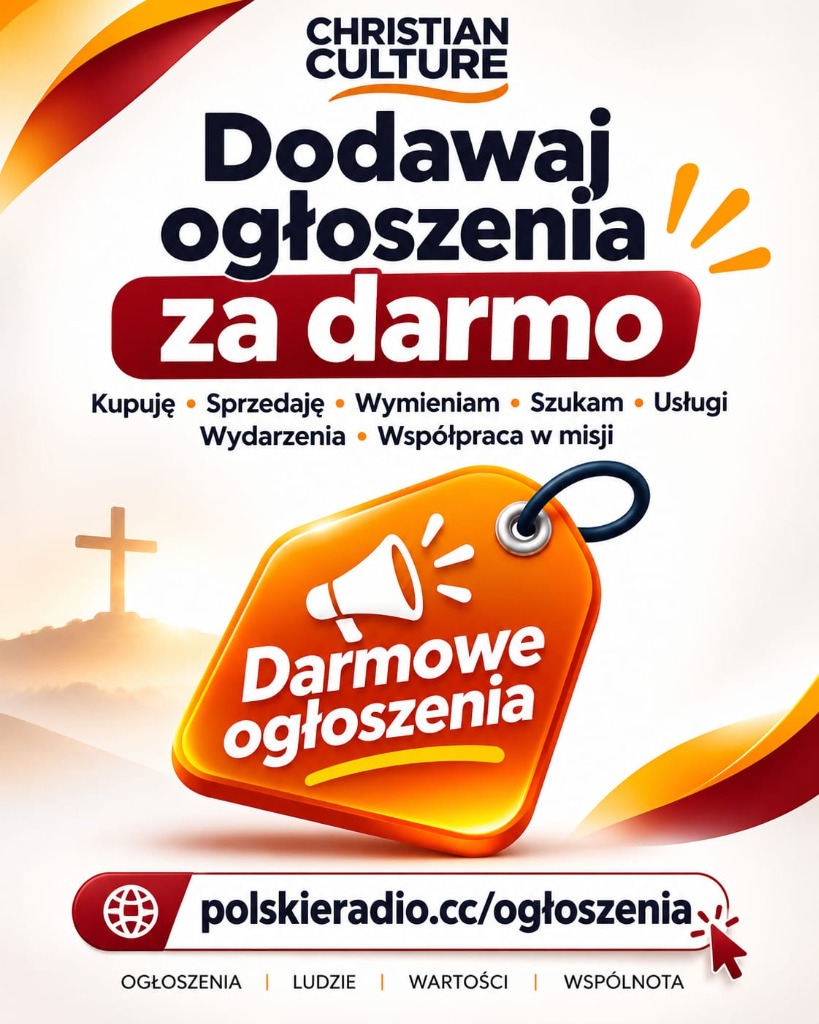 CHRISTIAN
CULTURE
Dodawaj
ogłoszenia
za darmo
Kupuję • Sprzedaję • Wymieniam • Szukam • Usługi
Wydarzenia • Współpraca w misji
Darmowe
ogłoszenia
polskieradio.cc/ogłoszenia
OGŁOSZENIA | LUDZIE | WARTOŚCI | WSPÓLNOTA